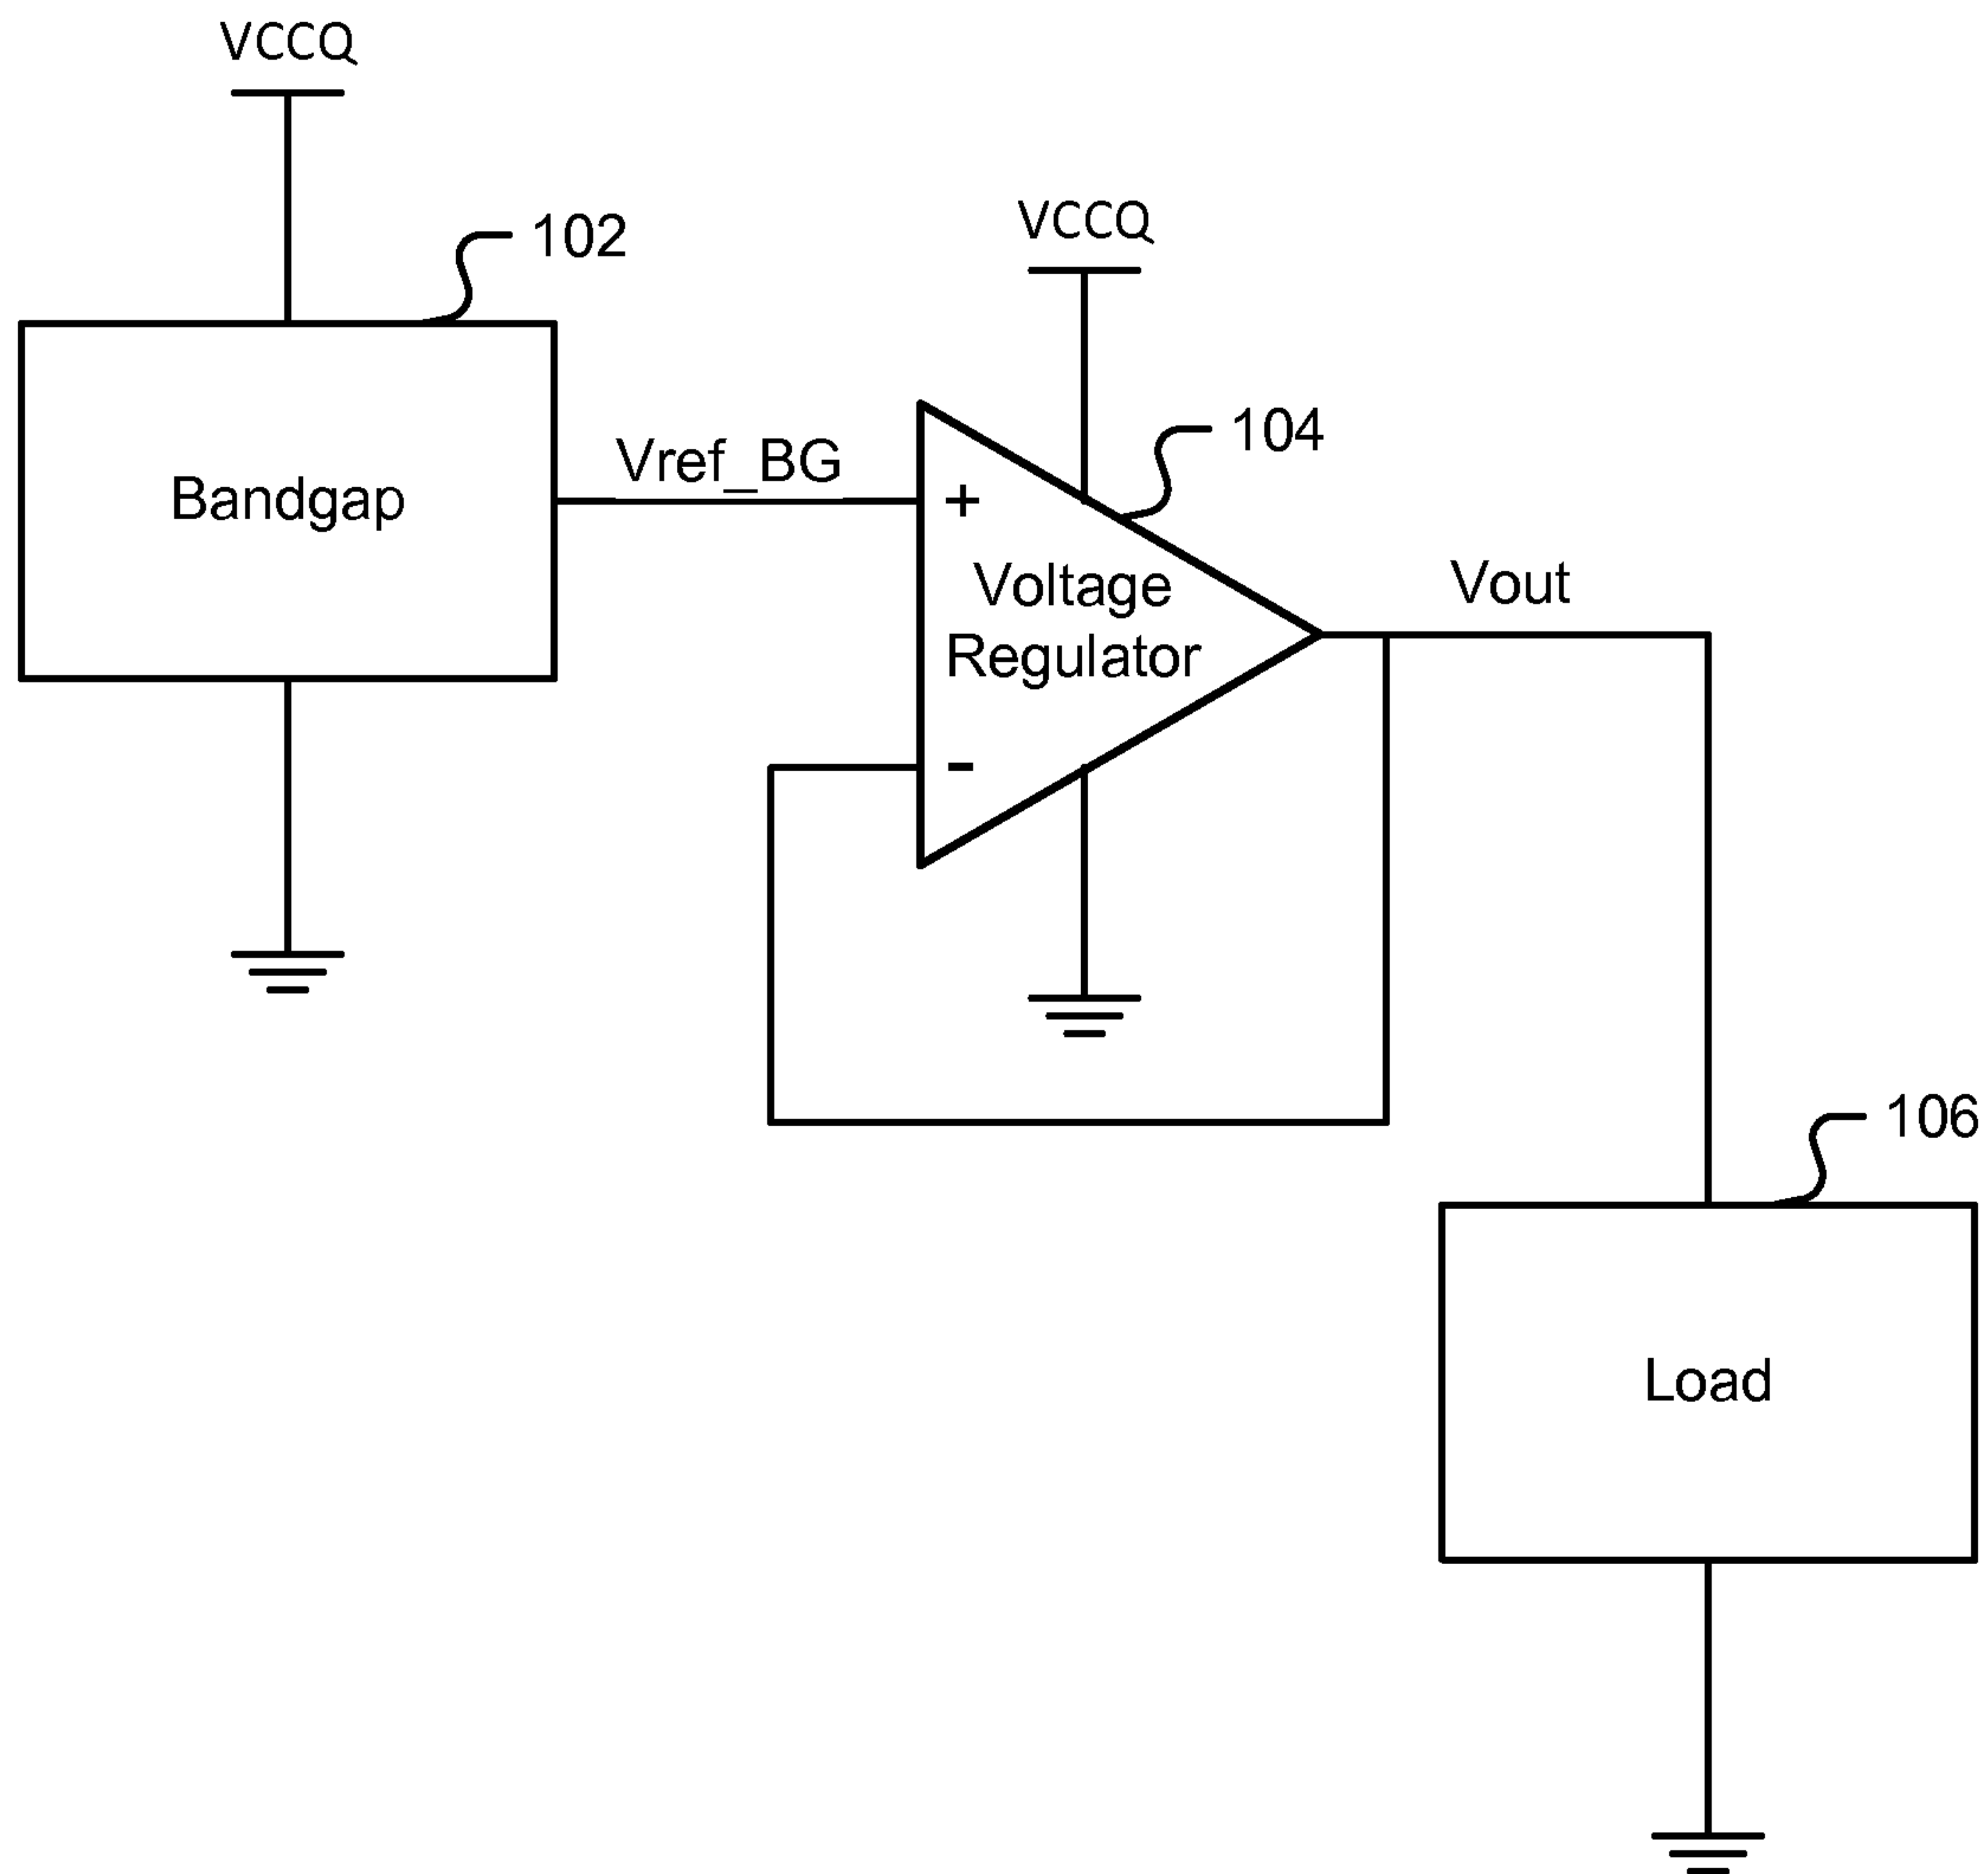 VCCQ
102
VCCQ
104
Vref_BG
Bandgap
+
Voltage
Regulator
Vout
-
106
Load